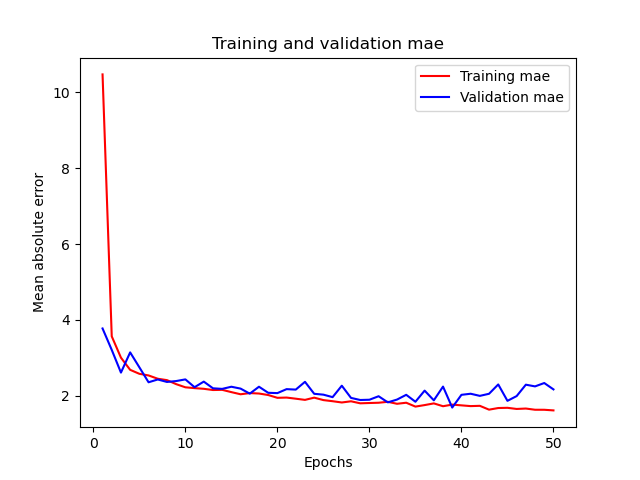 Training and validation mae
Training mae
Validation mae
Mean absolute error
10
8
6
4
2
0
10
20
30
40
50
Epochs